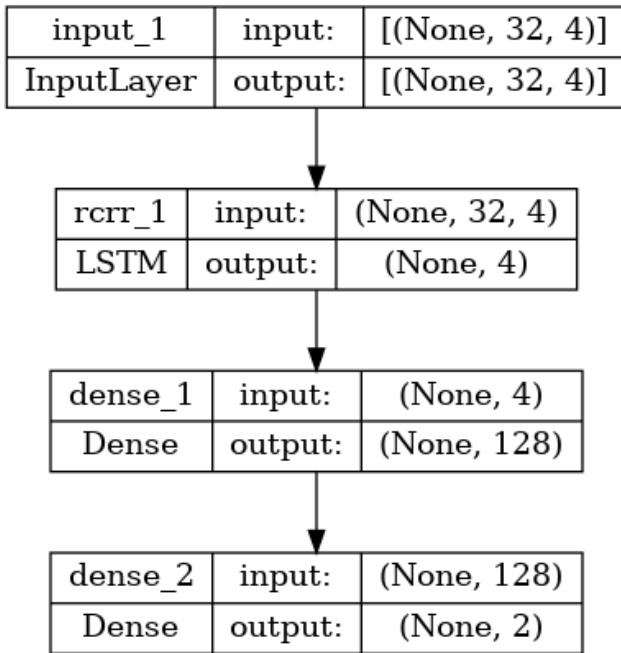 input_1 input: [(None, 32, 4)]
InputLayer output: [(None, 32, 4)]
rcrr_1 input: (None, 32, 4)
LSTM output: (None, 4)
dense_1 input: (None, 4)
Dense output: (None, 128)
dense_2 input: (None, 128)
Dense output: (None, 2)